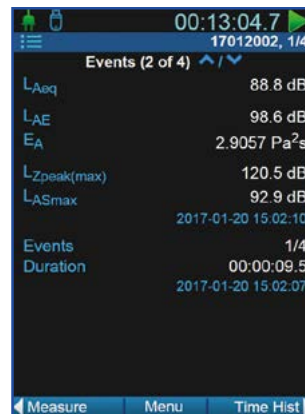 00:13:04.7
17012002, 1/4
Events (2 of 4) /
LAeq 88.8 dB
LAE 98.6 dB
EA 2.9057 Pa²s
LZpeak(max) 120.5 dB
LASmax 92.9 dB
2017-01-20 15:02:10
Events 1/4
Duration 00:00:09.5
2017-01-20 15:02:07
Measure Menu Time Hist